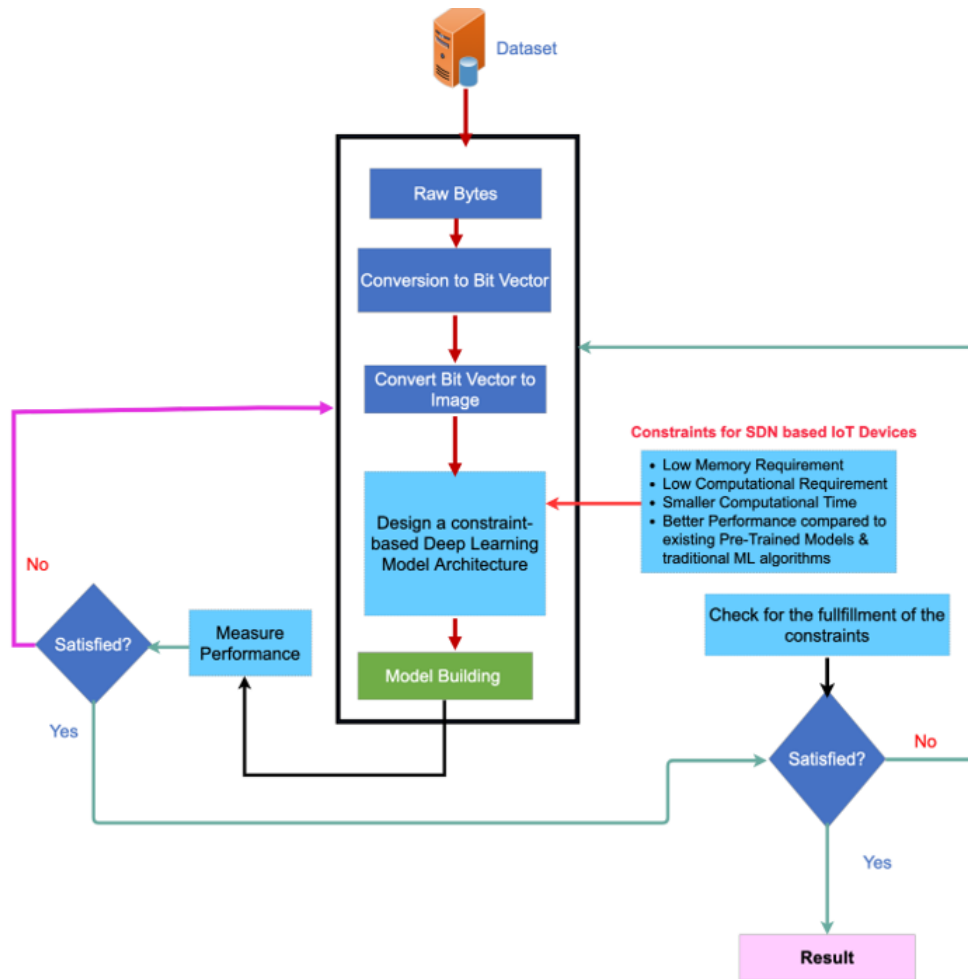 Dataset
Raw Bytes
Conversion to Bit Vector
Convert Bit Vector to
Image
Constraints for SDN based IoT Devices
• Low Memory Requirement
• Low Computational Requirement
• Smaller Computational Time
• Better Performance compared to
existing Pre-Trained Models &
traditional ML algorithms
Design a constraint-
based Deep Learning
Model Architecture
No
Satisfied?
Measure
Performance
Model Building
Yes
Check for the fullfillment of the
constraints
Satisfied?
No
Yes
Result